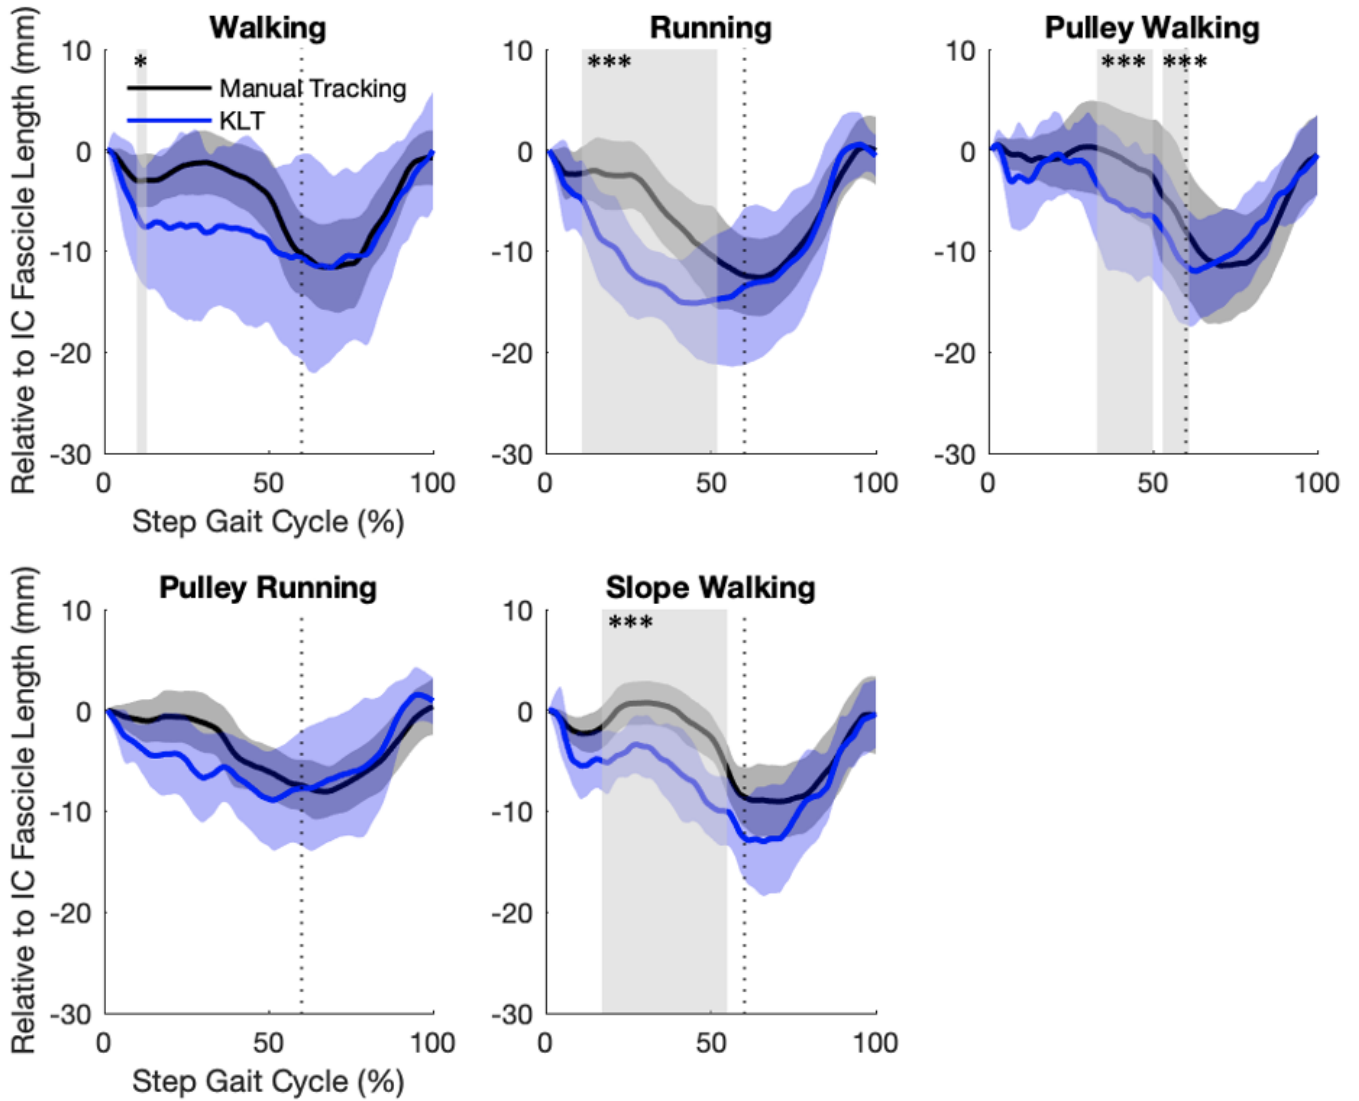 Walking
Running
Pulley Walking
Relative to IC Fascicle Length (mm)
10
0
-10
-20
-30
*
Manual Tracking
KLT
0 50 100
Step Gait Cycle (%)
10
0
-10
-20
-30
***
0 50 100
10
0
-10
-20
-30
*** ***
0 50 100
Pulley Running
Slope Walking
Relative to IC Fascicle Length (mm)
10
0
-10
-20
-30
0 50 100
Step Gait Cycle (%)
10
0
-10
-20
-30
***
0 50 100